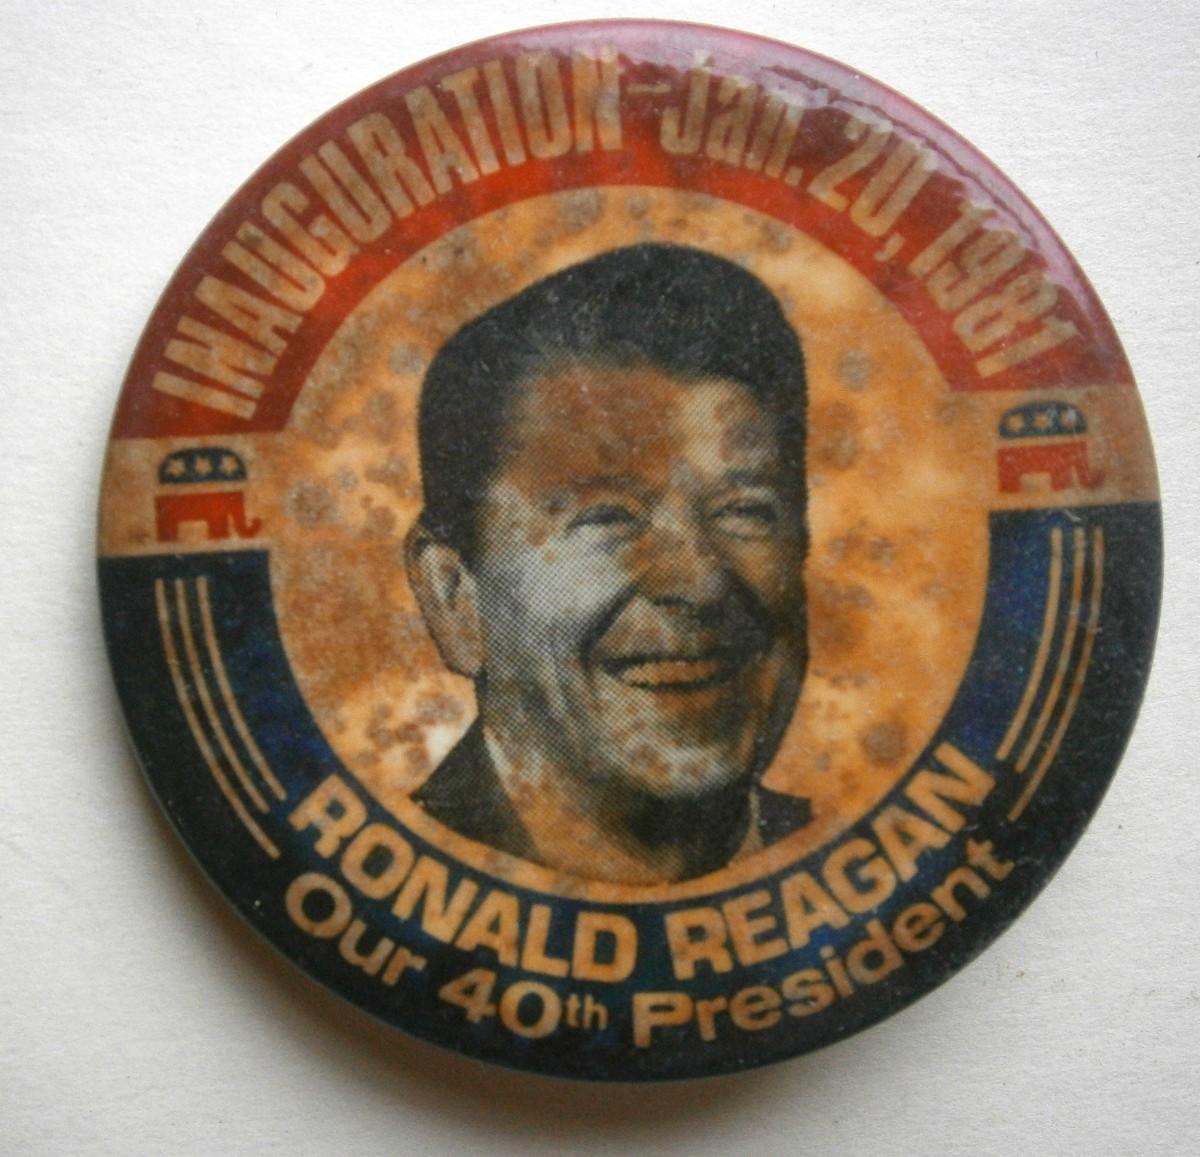 INAUGURATION-Jan. 20, 1981
RONALD REAGAN
Our 40th President